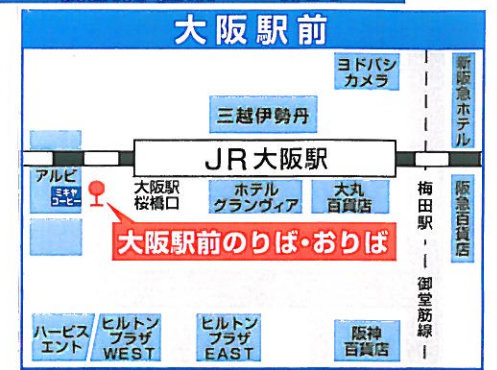 大阪駅前
ヨドバシ
カメラ
新阪急ホテル
三越伊勢丹
JR大阪駅
アルビ
ミキヤ
コーヒー
大阪駅
桜橋口
ホテル
グランヴィア
大丸
百貨店
梅田駅
阪急百貨店
大阪駅前のりば・おりば
御堂筋線
ハービス
エント
ヒルトン
プラザ
WEST
ヒルトン
プラザ
EAST
阪神
百貨店